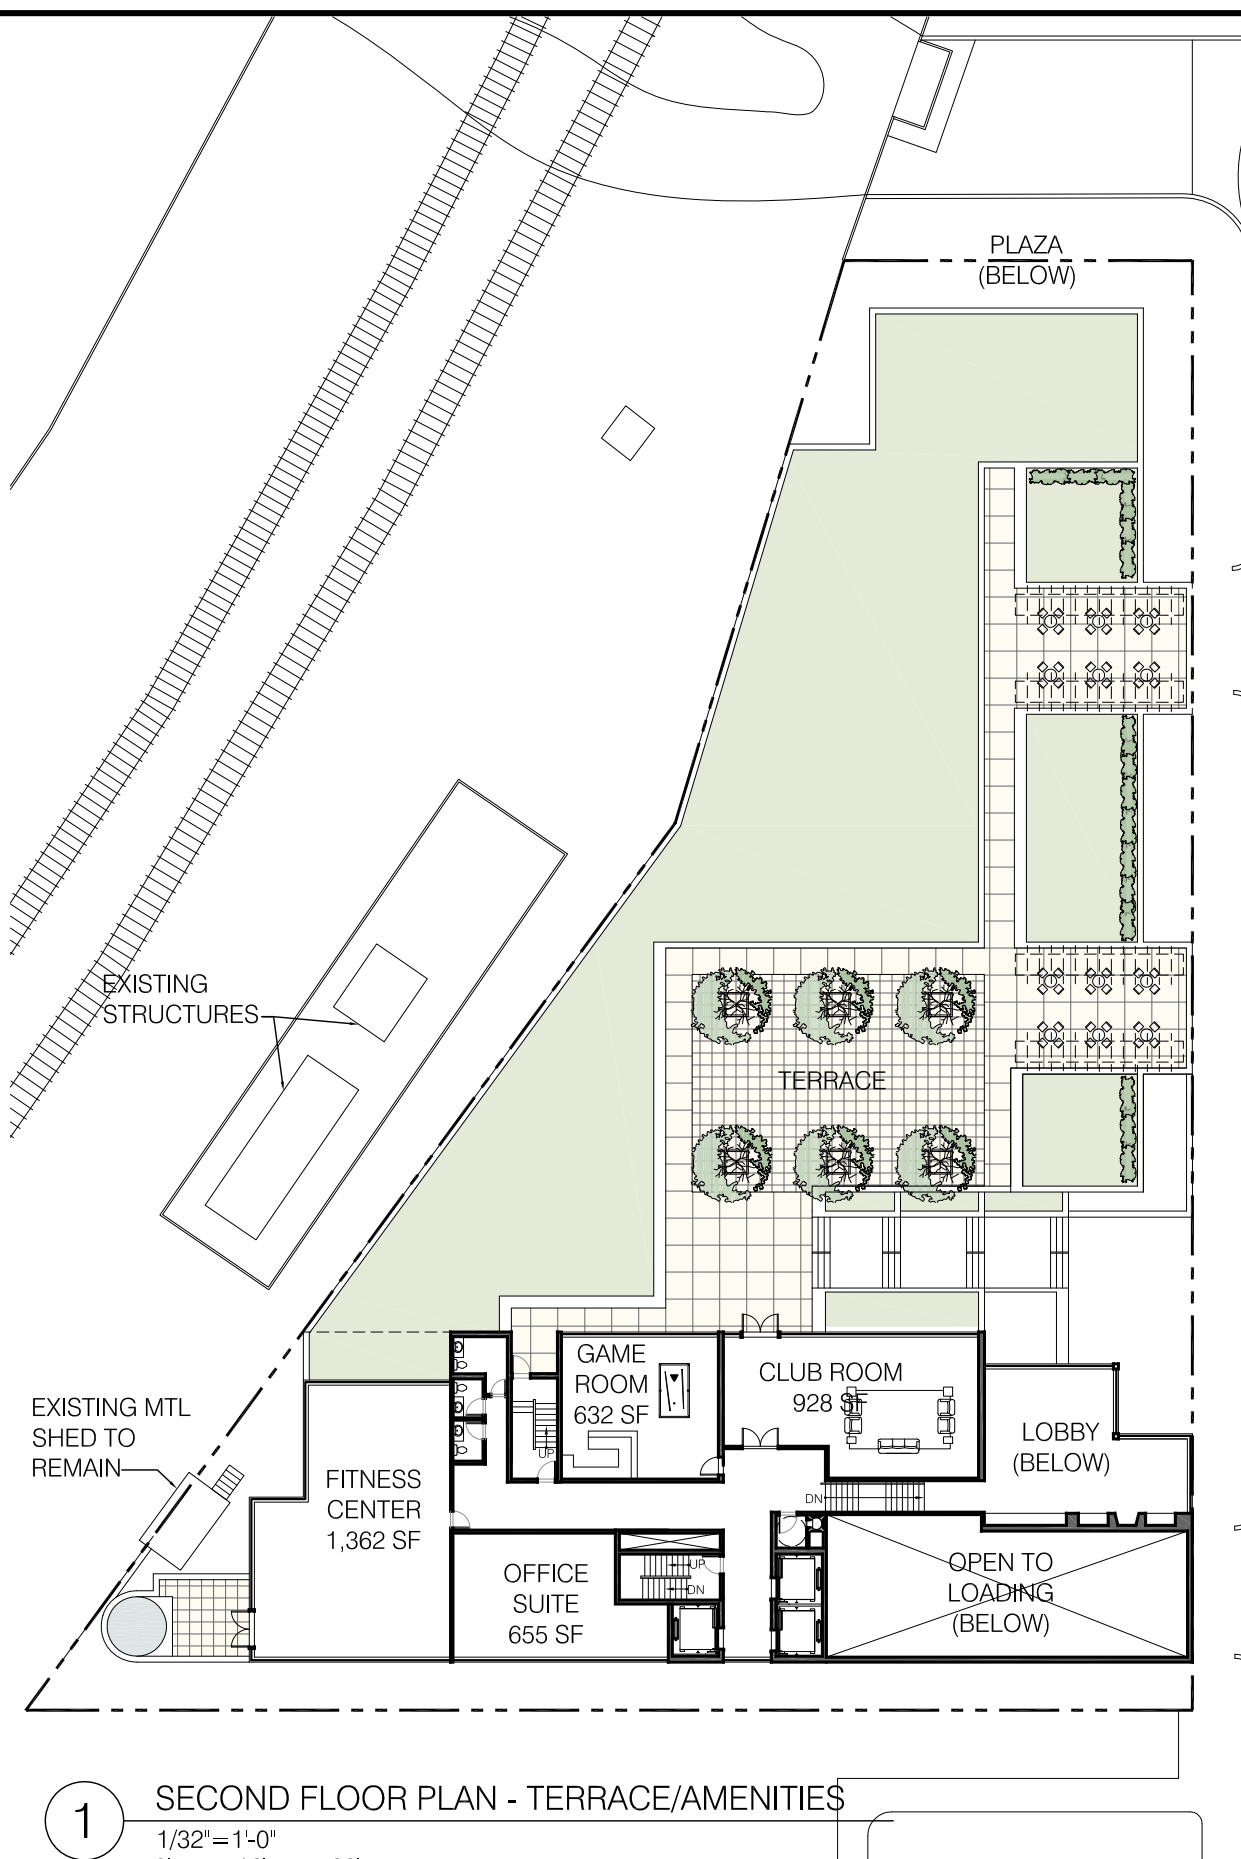 PLAZA
(BELOW)
EXISTING
STRUCTURES
TERRACE
GAME
ROOM
632 SF
CLUB ROOM
928 SF
LOBBY
(BELOW)
EXISTING MTL
SHED TO
REMAIN
FITNESS
CENTER
1,362 SF
UP
DN
OFFICE
SUITE
655 SF
UP
DN
OPEN TO
LOADING
(BELOW)
1
SECOND FLOOR PLAN - TERRACE/AMENITIES
1/32"=1'-0"